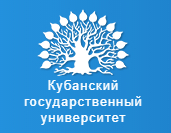 Кубанский
государственный
университет